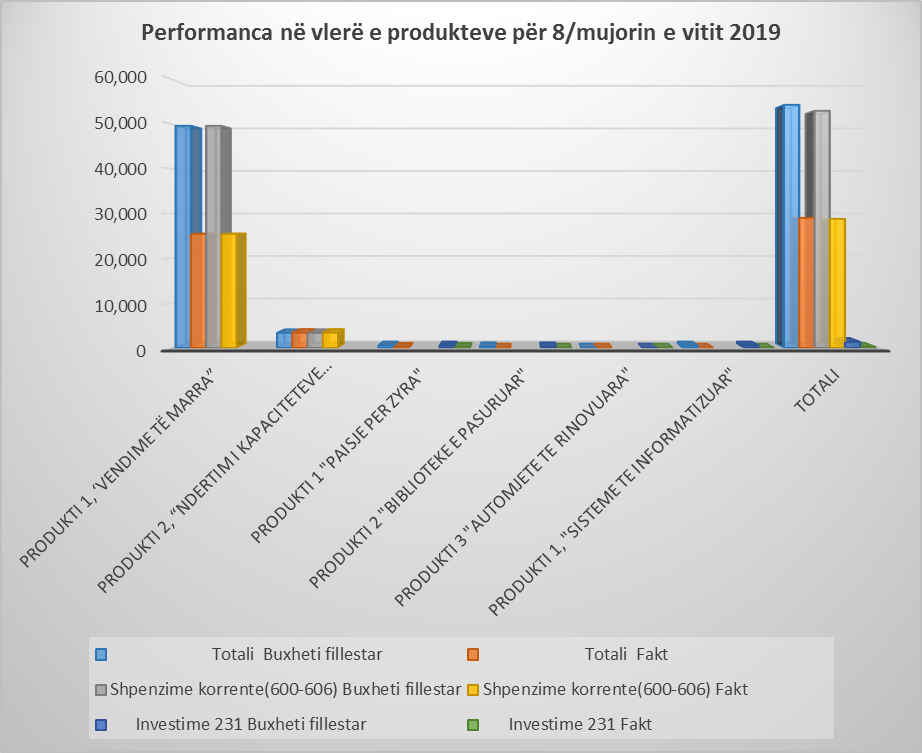 Performanca në vlerë e produkteve për 8/mujorin e vitit 2019
60,000
50,000
40,000
30,000
20,000
10,000
0
PRODUKTI 1, ‘VENDIME TË MARRA”
PRODUKTI 2, “NDERTIM I KAPACITETEVE…
PRODUKTI 1 "PAISJE PER ZYRA"
PRODUKTI 2 "BIBLIOTEKE E PASURUAR"
PRODUKTI 3 "AUTOMJETE TE RINOVUARA"
PRODUKTI 1, "SISTEME TE INFORMATIZUAR"
TOTALI
Totali Buxheti fillestar
Totali Fakt
Shpenzime korrente(600-606) Buxheti fillestar
Shpenzime korrente(600-606) Fakt
Investime 231 Buxheti fillestar
Investime 231 Fakt